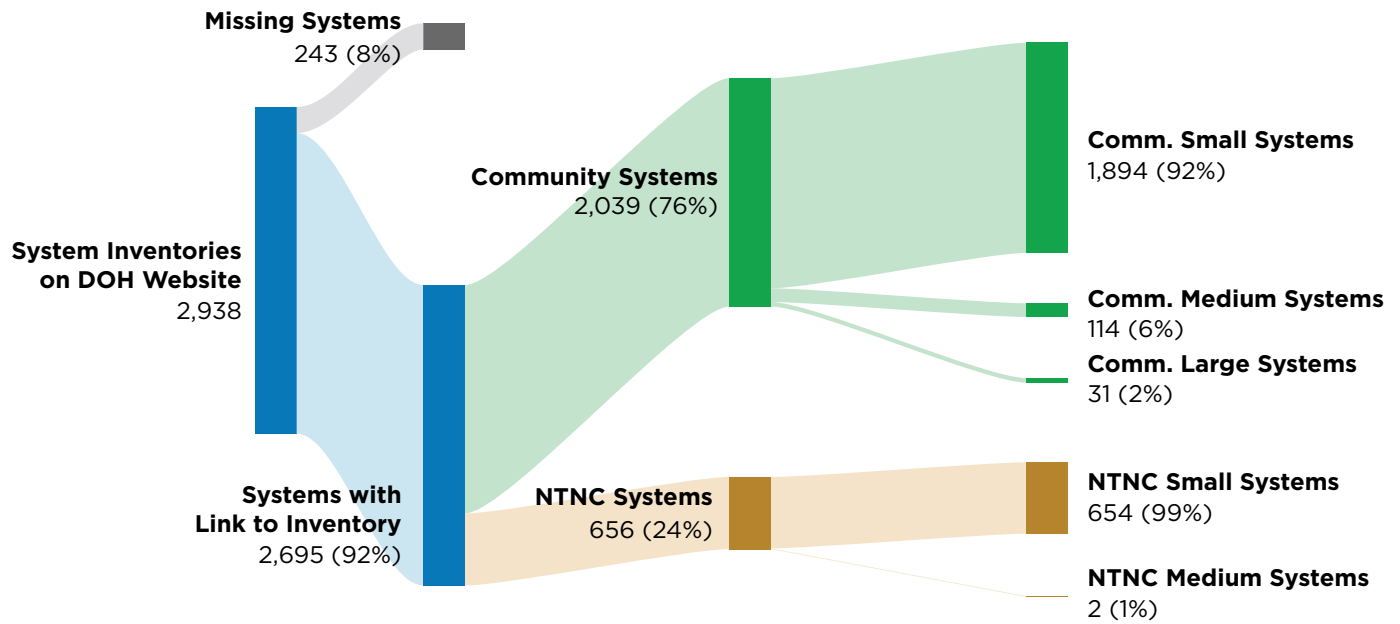 Missing Systems
243 (8%)
System Inventories
on DOH Website
2,938
Systems with
Link to Inventory
2,695 (92%)
Community Systems
2,039 (76%)
NTNC Systems
656 (24%)
Comm. Small Systems
1,894 (92%)
Comm. Medium Systems
114 (6%)
Comm. Large Systems
31 (2%)
NTNC Small Systems
654 (99%)
NTNC Medium Systems
2 (1%)